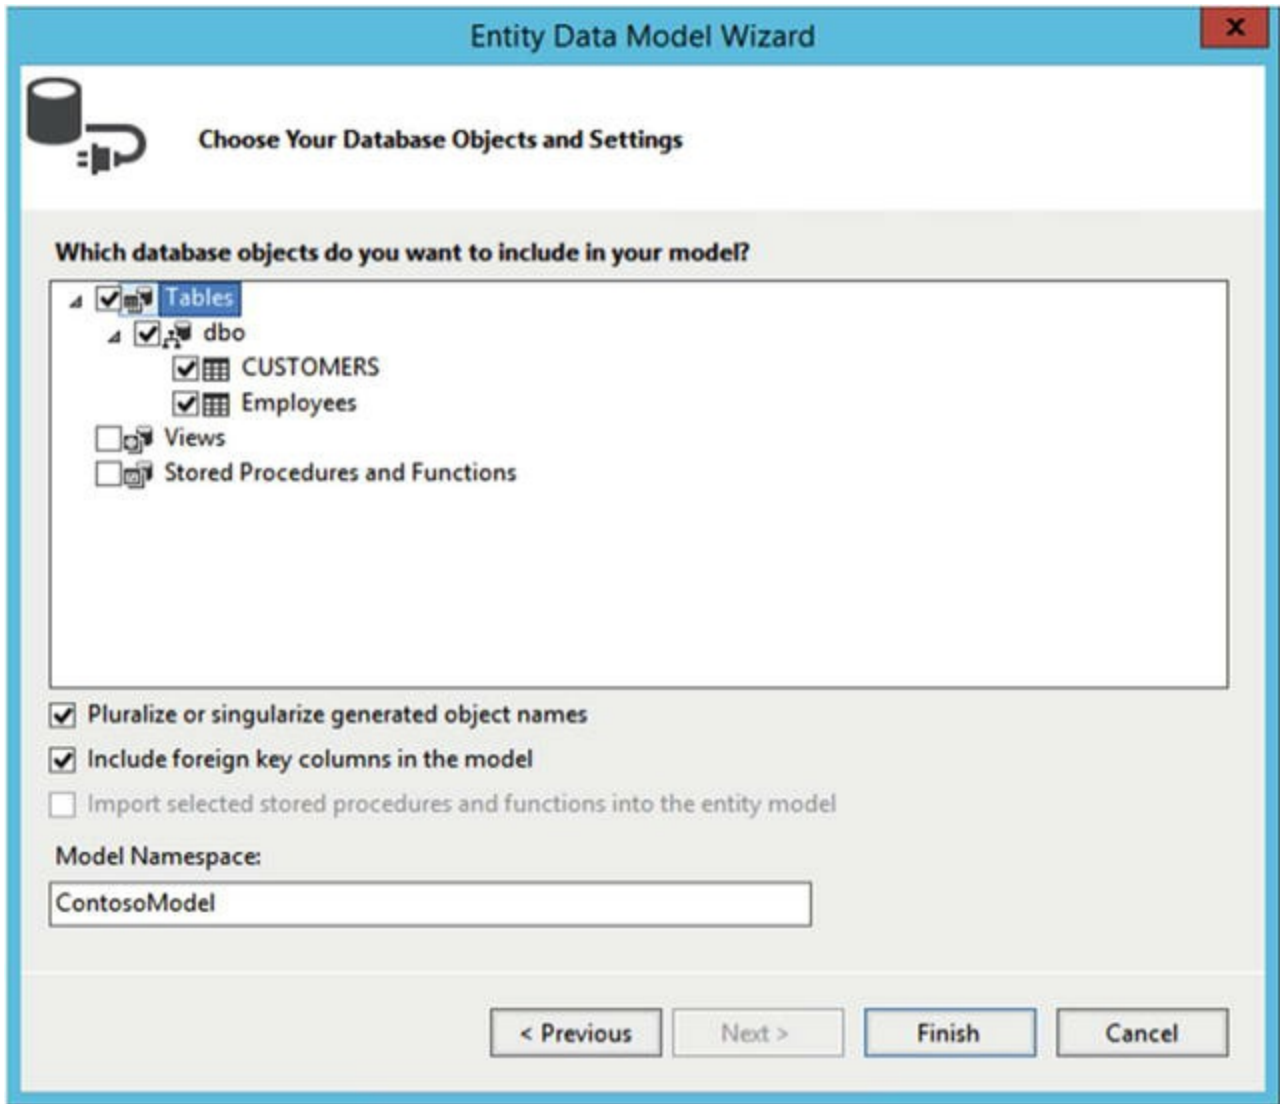 Entity Data Model Wizard
x
Choose Your Database Objects and Settings
Which database objects do you want to include in your model?
Tables
dbo
CUSTOMERS
Employees
Views
Stored Procedures and Functions
Pluralize or singularize generated object names
Include foreign key columns in the model
Import selected stored procedures and functions into the entity model
Model Namespace:
ContosoModel
< Previous Next > Finish Cancel